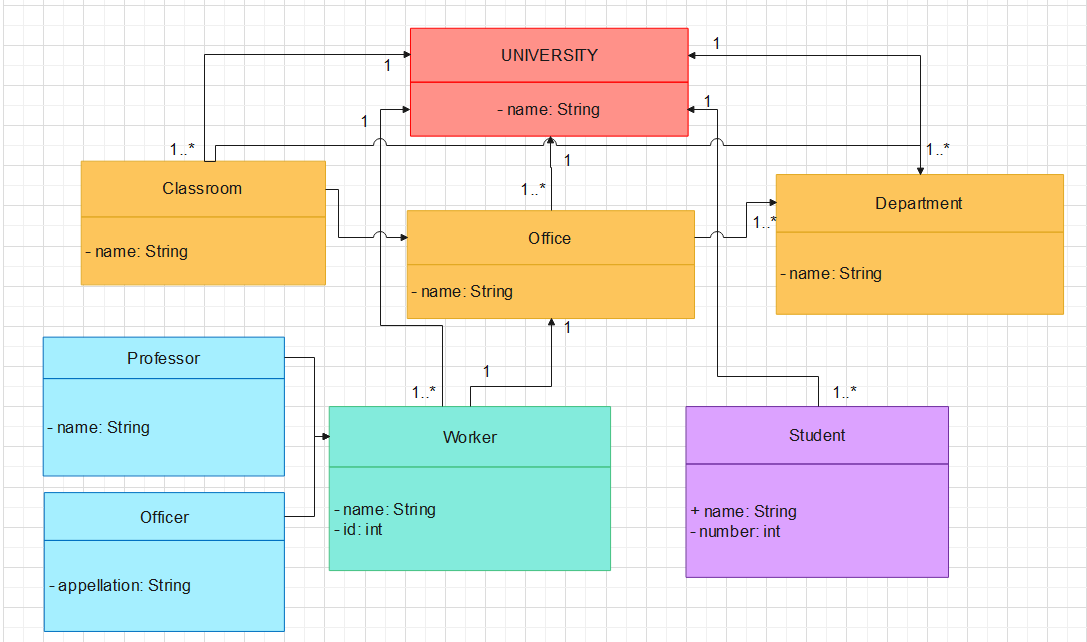 1
UNIVERSITY
1
- name: String
1
1
1..*
1
1..*
1..*
Classroom
- name: String
Office
- name: String
1..*
Department
- name: String
1
Professor
- name: String
1
1..*
1..*
Worker
- name: String
- id: int
Student
+ name: String
- number: int
Officer
- appellation: String